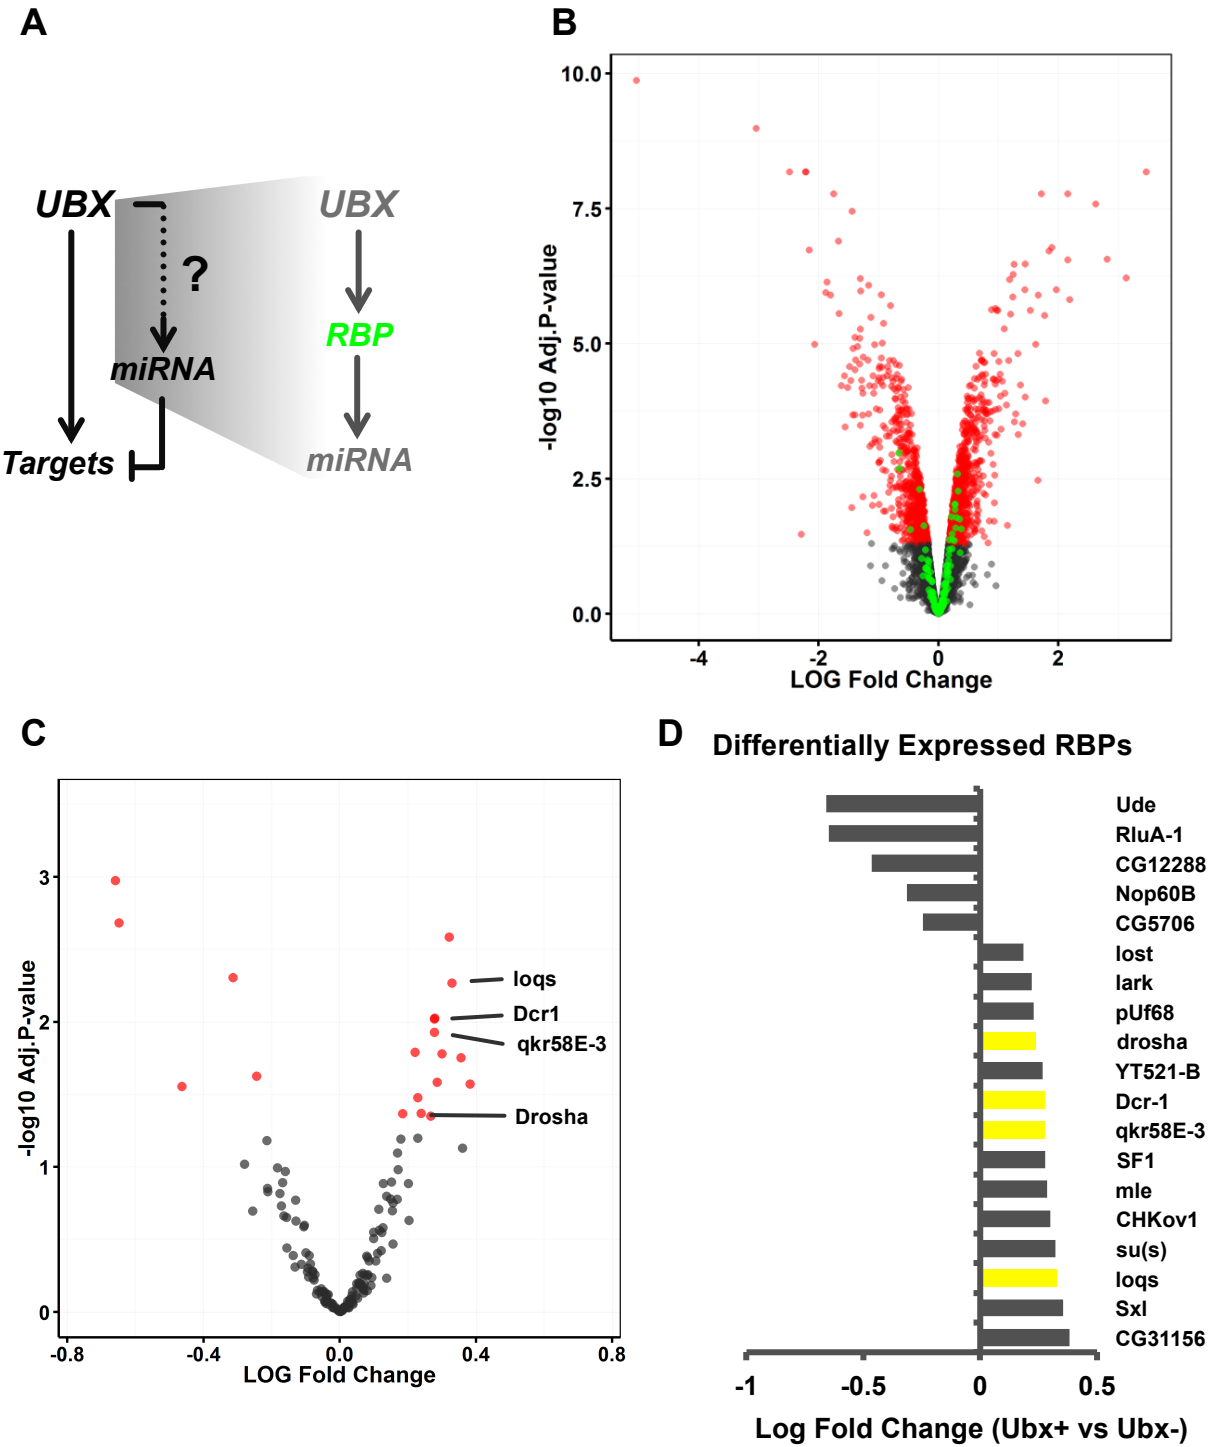 A
UBX
?
miRNA
Targets
UBX
RBP
miRNA
B
10.0
7.5
5.0
2.5
0.0
-log10 Adj.P-value
-4 -2 0 2
LOG Fold Change
C
3
2
1
0
-log10 Adj.P-value
loqs
Dcr1
qkr58E-3
Drosha
-0.8 -0.4 0.0 0.4 0.8
LOG Fold Change
D
Differentially Expressed RBPs
Ude
RluA-1
CG12288
Nop60B
CG5706
lost
lark
pUf68
drosha
YT521-B
Dcr-1
qkr58E-3
SF1
mle
CHKov1
su(s)
loqs
Sxl
CG31156
-1 -0.5 0 0.5
Log Fold Change (Ubx+ vs Ubx-)